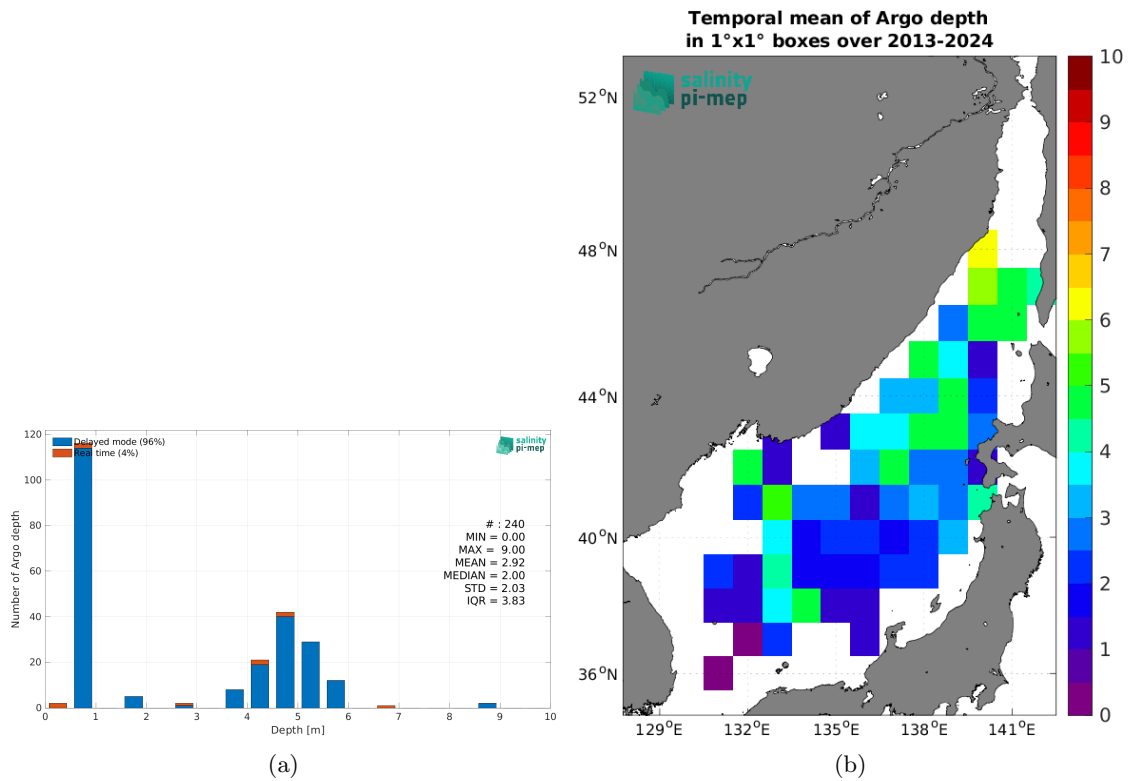 120
100
80
60
40
20
0
Number of Argo depth
Delayed mode (96%)
Real time (4%)
salinity
pi-mep
# : 240
MIN = 0.00
MAX = 9.00
MEAN = 2.92
MEDIAN = 2.00
STD = 2.03
IQR = 3.83
0 1 2 3 4 5 6 7 8 9 10
Depth [m]
(a)
Temporal mean of Argo depth
in 1°x1° boxes over 2013-2024
salinity
pi-mep
52°N
48°N
44°N
40°N
36°N
129°E 132°E 135°E 138°E 141°E
10
9
8
7
6
5
4
3
2
1
0
(b)